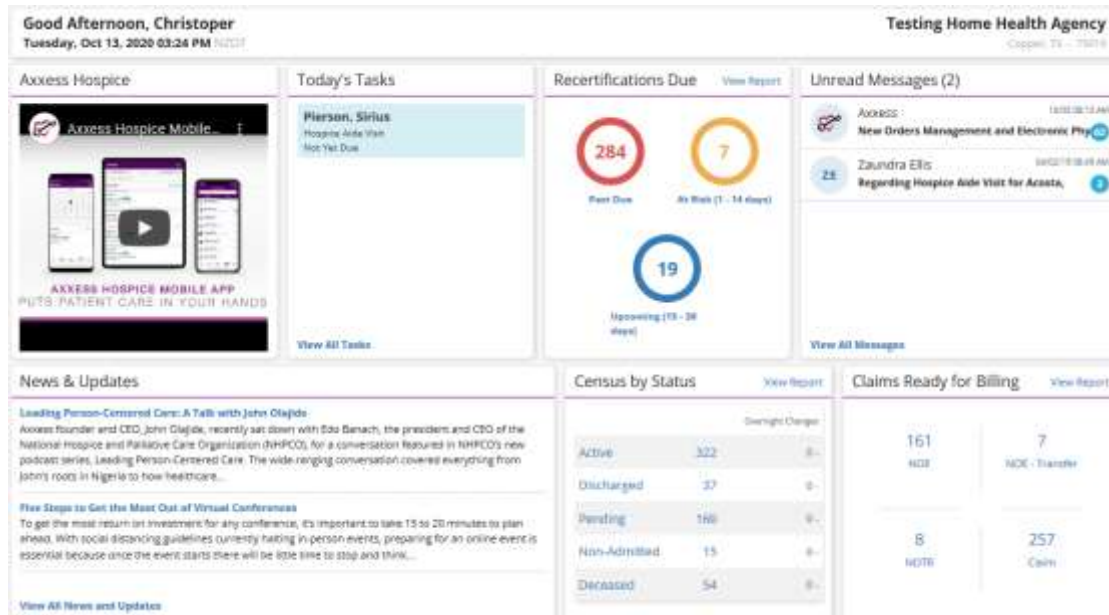 Good Afternoon, Christoper
Tuesday, Oct 13, 2020 03:24 PM NZDT
Testing Home Health Agency
Axxess Hospice
Axxess Hospice Mobile...
AXXESS HOSPICE MOBILE APP
PUTS PATIENT CARE IN YOUR HANDS
Today's Tasks
Pierson, Sirius
Hospice Aide Visit
Not Yet Due
View All Tasks
Recertifications Due View Report
284
Past Due
7
At Risk (1 - 14 days)
19
Upcoming (15 -
days)
View All Messages
Unread Messages (2)
Axxess
New Orders Management and Electronic Phy
Zaundra Ellis
Regarding Hospice Aide Visit for Acosta,
News & Updates
Leading Person-Centered Care: A Talk with John Olajide
Axxess founder and CEO, John Olajide, recently sat down with Edo Banach, the president and CEO of the
National Hospice and Palliative Care Organization (NHPCO), for a conversation featured in NHPCO's new
podcast series, Leading Person-Centered Care. The wide-ranging conversation covered everything from
John's roots in Nigeria to how healthcare...
Five Steps to Get the Most Out of Virtual Conferences
To get the most return on investment for any conference, it's important to take 15 to 20 minutes to plan
ahead. With social distancing guidelines currently halting in-person events, preparing for an online event is
essential because once the event starts there will be little time to stop and think...
View All News and Updates
Census by Status View Report
Overnight Changes
Active 322 0 -
Discharged 37 0 -
Pending 160 0 -
Non-Admitted 15 0 -
Deceased 54 0 -
Claims Ready for Billing View Report
161
NOE
7
NOE - Transfer
8
NOTR
257
Claim